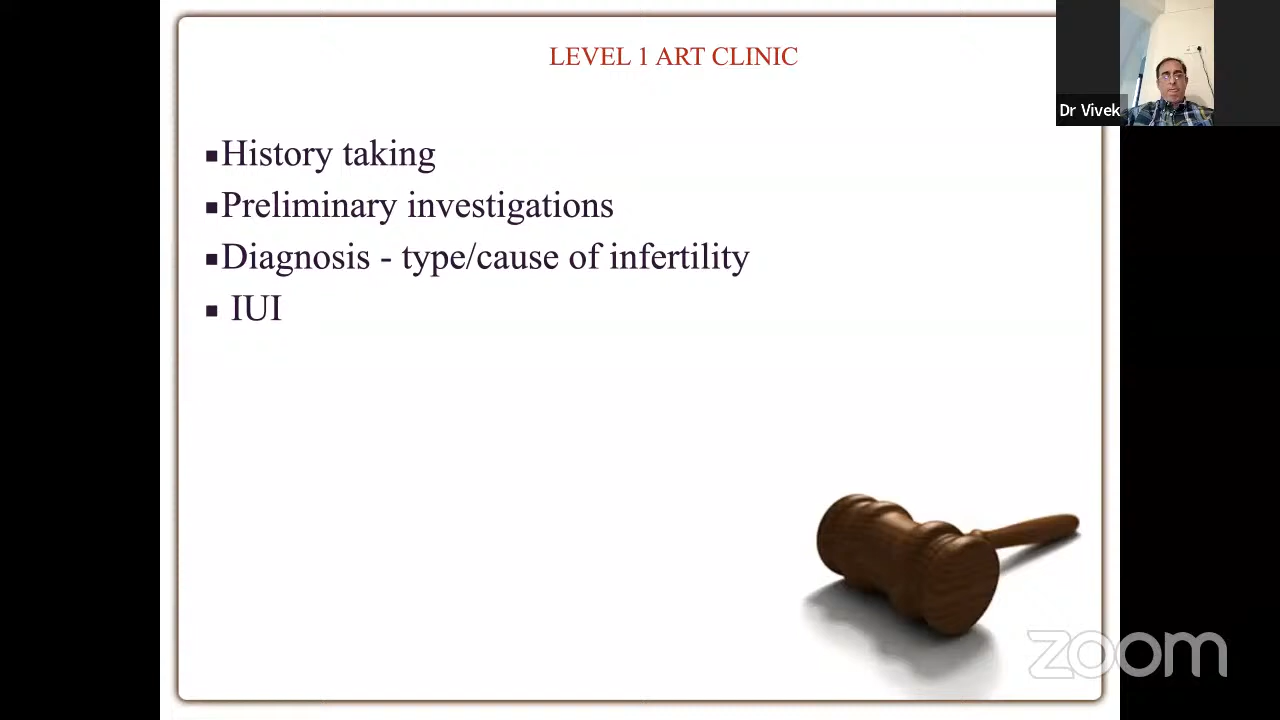 LEVEL 1 ART CLINIC
Dr Vivek
▪History taking
▪Preliminary investigations
▪Diagnosis - type/cause of infertility
▪ IUI
zoom